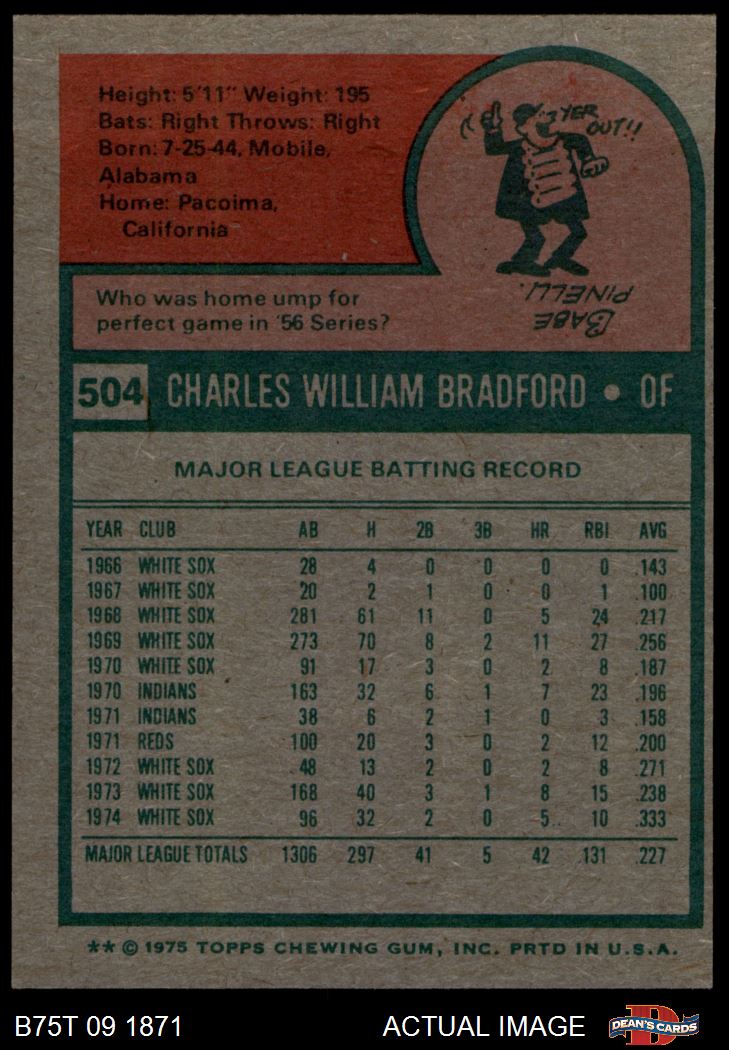 Height: 5'11" Weight: 195
Bats: Right Throws: Right
Born: 7-25-44, Mobile,
Alabama
Home: Pacoima,
California
YER
OUT!!
BABE
PINELLI.
Who was home ump for
perfect game in '56 Series?
504 CHARLES WILLIAM BRADFORD • OF
MAJOR LEAGUE BATTING RECORD
YEAR CLUB AB H 2B 3B HR RBI AVG
1966 WHITE SOX 28 4 0 0 0 0 .143
1967 WHITE SOX 20 2 1 0 0 1 .100
1968 WHITE SOX 281 61 11 0 5 24 .217
1969 WHITE SOX 273 70 8 2 11 27 .256
1970 WHITE SOX 91 17 3 0 2 8 .187
1970 INDIANS 163 32 6 1 7 23 .196
1971 INDIANS 38 6 2 1 0 3 .158
1971 REDS 100 20 3 0 2 12 .200
1972 WHITE SOX 48 13 2 0 2 8 .271
1973 WHITE SOX 168 40 3 1 8 15 .238
1974 WHITE SOX 96 32 2 0 5 10 .333
MAJOR LEAGUE TOTALS 1306 297 41 5 42 131 .227
** © 1975 TOPPS CHEWING GUM, INC. PRTD IN U.S.A.
B75T 09 1871 ACTUAL IMAGE DEAN'S CARDS